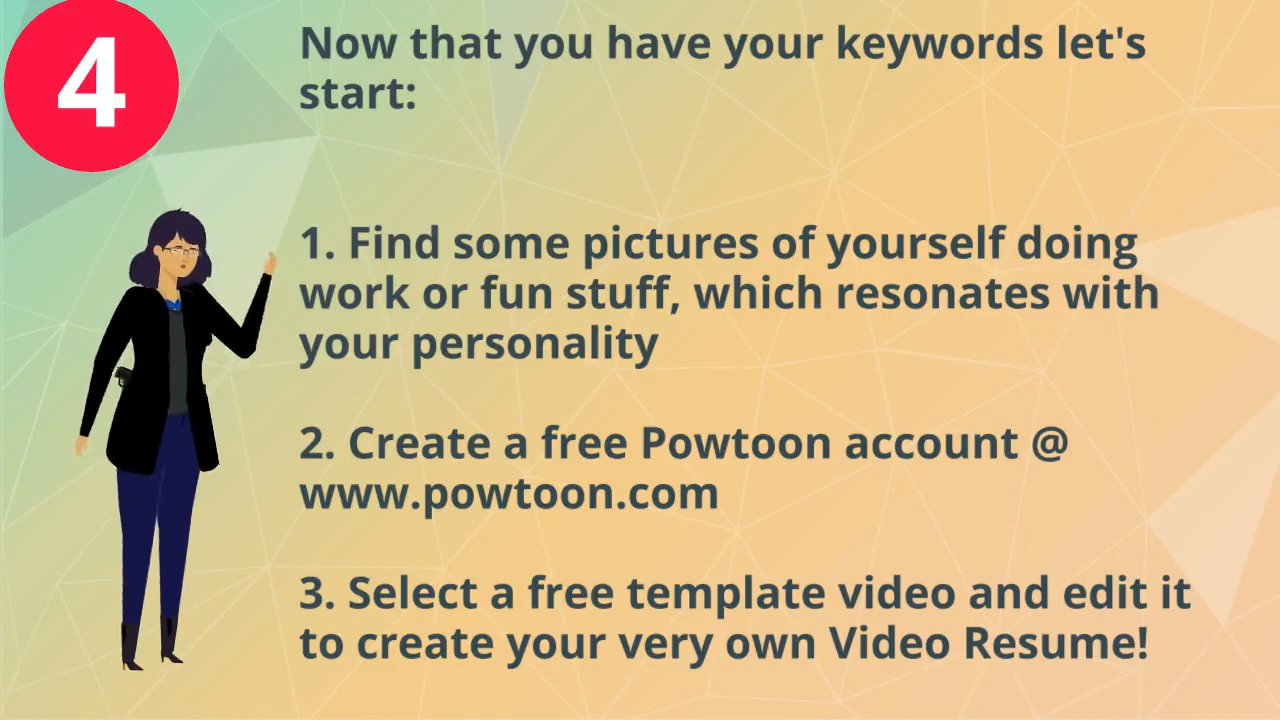 4
Now that you have your keywords let's
start:
1. Find some pictures of yourself doing
work or fun stuff, which resonates with
your personality
2. Create a free Powtoon account @
www.powtoon.com
3. Select a free template video and edit it
to create your very own Video Resume!